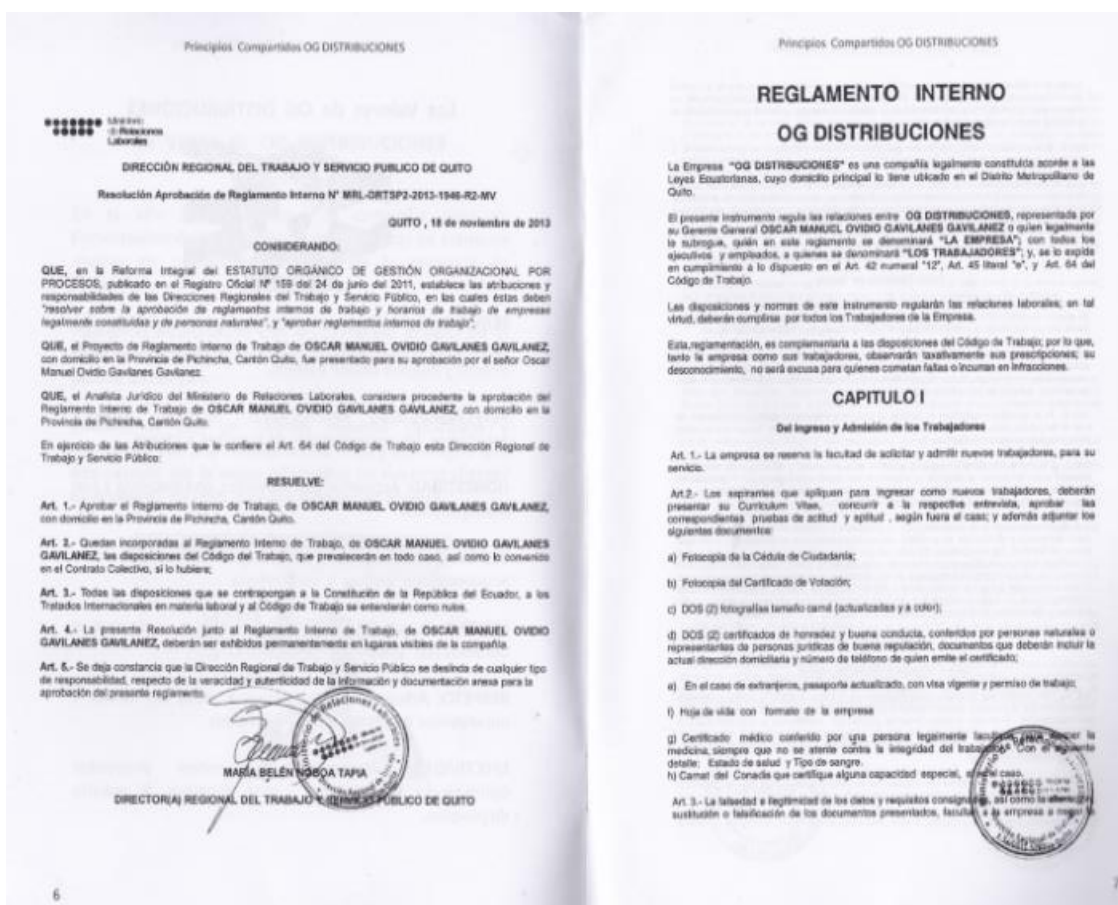 Principios Compartidos OG DISTRIBUCIONES
Ministerio
de Relaciones
Laborales
DIRECCIÓN REGIONAL DEL TRABAJO Y SERVICIO PUBLICO DE QUITO
Resolución Aprobación de Reglamento Interno N° MRL-DRTSP2-2013-1946-R2-MV
QUITO , 18 de noviembre de 2013
CONSIDERANDO:
QUE, en la Reforma Integral del ESTATUTO ORGÁNICO DE GESTIÓN ORGANIZACIONAL POR
PROCESOS, publicado en el Registro Oficial Nº 159 del 24 de junio del 2011, establece las atribuciones y
responsabilidades de las Direcciones Regionales del Trabajo y Servicio Público, en las cuales éstas deben
"resolver sobre la aprobación de reglamentos internos de trabajo y horarios de trabajo de empresas
legalmente constituidas y de personas naturales", y "aprobar reglamentos internos de trabajo";
QUE, el Proyecto de Reglamento Interno de Trabajo de OSCAR MANUEL OVIDIO GAVILANES GAVILANEZ,
con domicilio en la Provincia de Pichincha, Cantón Quito, fue presentado para su aprobación por el señor Oscar
Manuel Ovidio Gavilanes Gavilanez.
QUE, el Analista Jurídico del Ministerio de Relaciones Laborales, considera procedente la aprobación del
Reglamento Interno de Trabajo de OSCAR MANUEL OVIDIO GAVILANES GAVILANEZ, con domicilio en la
Provincia de Pichincha, Cantón Quito.
En ejercicio de las Atribuciones que le confiere el Art. 64 del Código de Trabajo esta Dirección Regional de
Trabajo y Servicio Público;
RESUELVE:
Art. 1.- Aprobar el Reglamento Interno de Trabajo, de OSCAR MANUEL OVIDIO GAVILANES GAVILANEZ,
con domicilio en la Provincia de Pichincha, Cantón Quito.
Art. 2.- Quedan incorporadas al Reglamento Interno de Trabajo, de OSCAR MANUEL OVIDIO GAVILANES
GAVILANEZ, las disposiciones del Código del Trabajo, que prevalecerán en todo caso, así como lo convenido
en el Contrato Colectivo, si lo hubiere;
Art. 3.- Todas las disposiciones que se contrapongan a la Constitución de la República del Ecuador, a los
Tratados Internacionales en materia laboral y al Código de Trabajo se entenderán como nulos.
Art. 4.- La presente Resolución junto al Reglamento Interno de Trabajo, de OSCAR MANUEL OVIDIO
GAVILANES GAVILANEZ, deberán ser exhibidos permanentemente en lugares visibles de la compañía.
Art. 5.- Se deja constancia que la Dirección Regional de Trabajo y Servicio Público se deslinda de cualquier tipo
de responsabilidad, respecto de la veracidad y autenticidad de la información y documentación anexa para la
aprobación del presente reglamento.
MARÍA BELÉN NOBOA TAPIA
DIRECTOR(A) REGIONAL DEL TRABAJO Y SERVICIO PUBLICO DE QUITO
6
Principios Compartidos OG DISTRIBUCIONES
REGLAMENTO INTERNO
OG DISTRIBUCIONES
La Empresa "OG DISTRIBUCIONES" es una compañía legalmente constituida acorde a las
Leyes Ecuatorianas, cuyo domicilio principal lo tiene ubicado en el Distrito Metropolitano de
Quito.
El presente instrumento regula las relaciones entre OG DISTRIBUCIONES, representada por
su Gerente General OSCAR MANUEL OVIDIO GAVILANES GAVILANEZ o quien legalmente
la subrogue, quién en este reglamento se denominará "LA EMPRESA"; con todos los
ejecutivos y empleados, a quienes se denominará "LOS TRABAJADORES"; y, se lo expide
en cumplimiento a lo dispuesto en el Art. 42 numeral "12", Art. 45 literal "e", y Art. 64 del
Código de Trabajo.
Las disposiciones y normas de este instrumento regularán las relaciones laborales; en tal
virtud, deberán cumplirse por todos los Trabajadores de la Empresa.
Esta reglamentación, es complementaria a las disposiciones del Código de Trabajo; por lo que,
tanto la empresa como sus trabajadores, observarán taxativamente sus prescripciones; su
desconocimiento, no será excusa para quienes cometan faltas o incurran en infracciones.
CAPITULO I
Del Ingreso y Admisión de los Trabajadores
Art. 1.- La empresa se reserva la facultad de solicitar y admitir nuevos trabajadores, para su
servicio.
Art.2.- Los aspirantes que apliquen para ingresar como nuevos trabajadores, deberán
presentar su Curriculum Vitae, concurrir a la respectiva entrevista, aprobar las
correspondientes pruebas de actitud y aptitud , según fuera el caso; y además adjuntar los
siguientes documentos:
a) Fotocopia de la Cédula de Ciudadanía;
b) Fotocopia del Certificado de Votación;
c) DOS (2) fotografías tamaño carné (actualizadas y a color);
d) DOS (2) certificados de honradez y buena conducta, conferidos por personas naturales o
representantes de personas jurídicas de buena reputación, documentos que deberán incluir la
actual dirección domiciliaria y número de teléfono de quien emite el certificado;
e) En el caso de extranjeros, pasaporte actualizado, con visa vigente y permiso de trabajo;
f) Hoja de vida con formato de la empresa
g) Certificado médico conferido por una persona legalmente para ejercer la
medicina, siempre que no se atente contra la integridad del trabajador. Con el siguiente
detalle: Estado de salud y Tipo de sangre.
h) Carnet del Conadis que certifique alguna capacidad especial, si es el caso.
Art. 3.- La falsedad e ilegitimidad de los datos y requisitos consignados, así como la alteración,
sustitución o falsificación de los documentos presentados, facultan a la empresa a
7